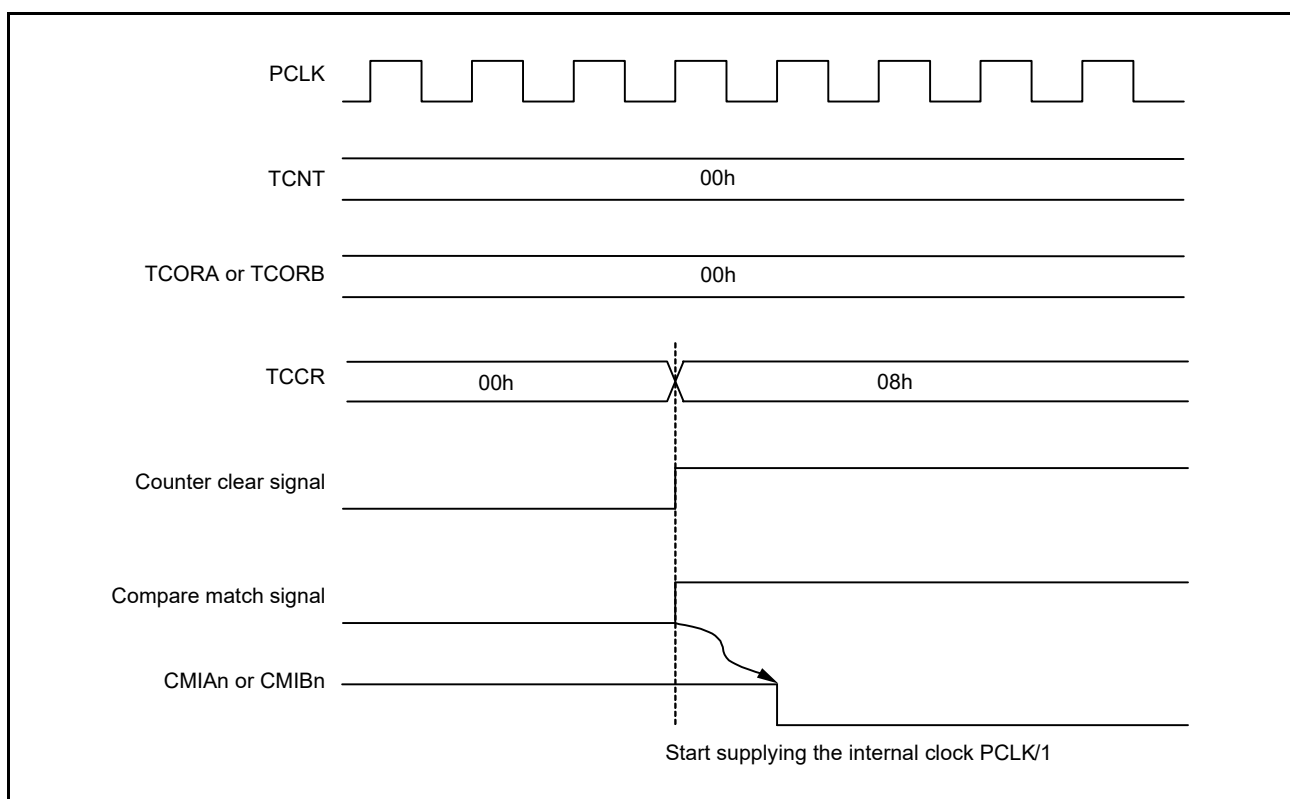 PCLK
TCNT
00h
TCORA or TCORB
00h
TCCR
00h
08h
Counter clear signal
Compare match signal
CMIAn or CMIBn
Start supplying the internal clock PCLK/1